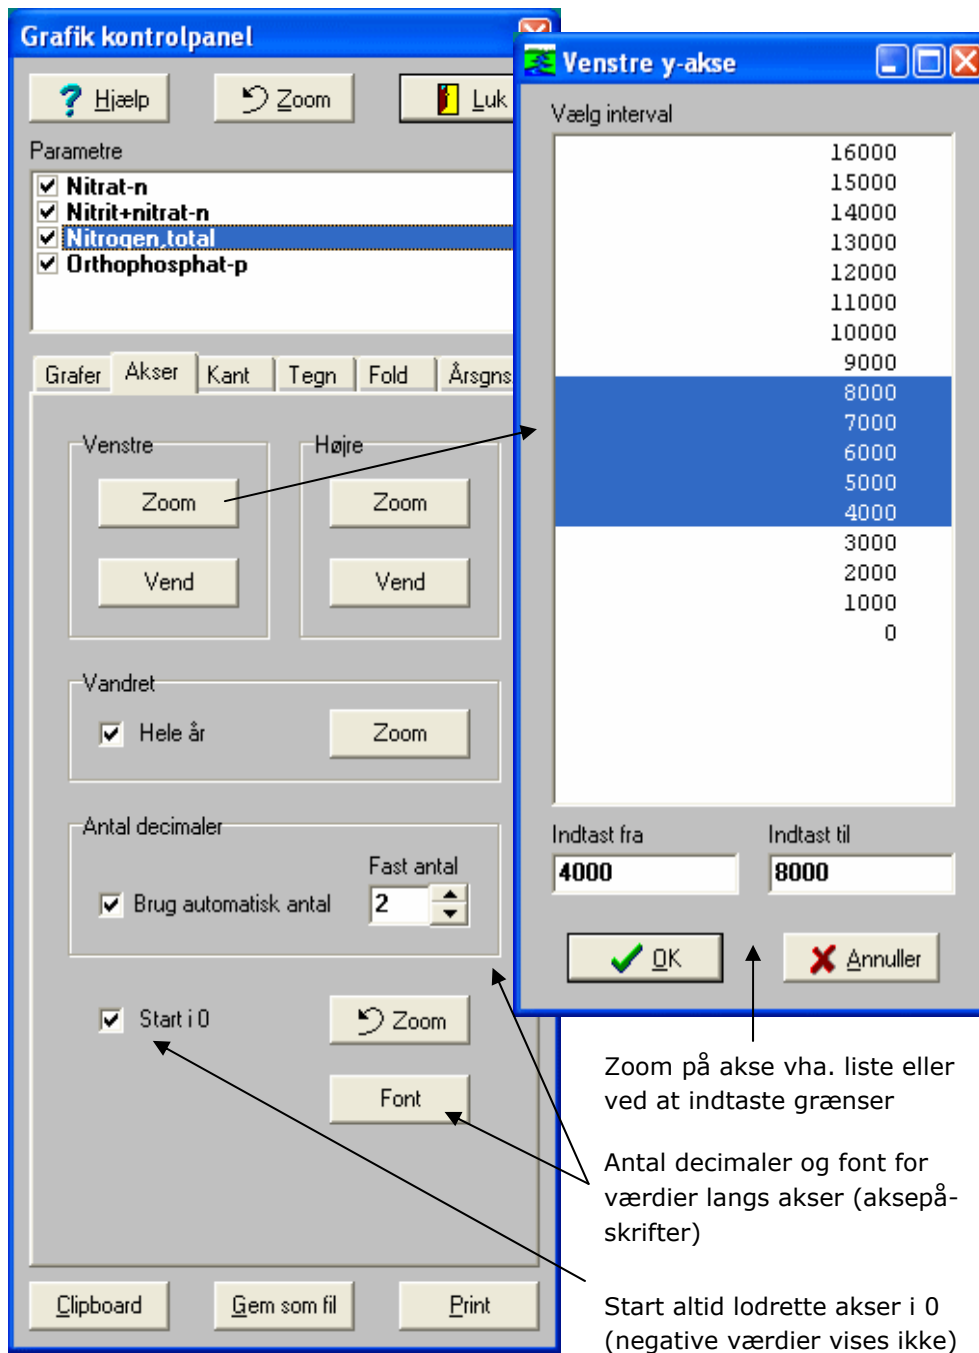 Grafik kontrolpanel
Hjælp
Zoom
Luk
Parametre
Nitrat-n
Nitrit+nitrat-n
Nitrogen,total
Orthophosphat-p
Grafer
Akser
Kant
Tegn
Fold
Årsgns
Venstre
Zoom
Vend
Højre
Zoom
Vend
Vandret
Hele år
Zoom
Antal decimaler
Brug automatisk antal
Fast antal
2
Start i 0
Zoom
Font
Clipboard
Gem som fil
Print
Venstre y-akse
Vælg interval
16000
15000
14000
13000
12000
11000
10000
9000
8000
7000
6000
5000
4000
3000
2000
1000
0
Indtast fra
Indtast til
4000
8000
OK
Annuller
Zoom på akse vha. liste eller
ved at indtaste grænser
Antal decimaler og font for
værdier langs akser (aksepå-
skrifter)
Start altid lodrette akser i 0
(negative værdier vises ikke)